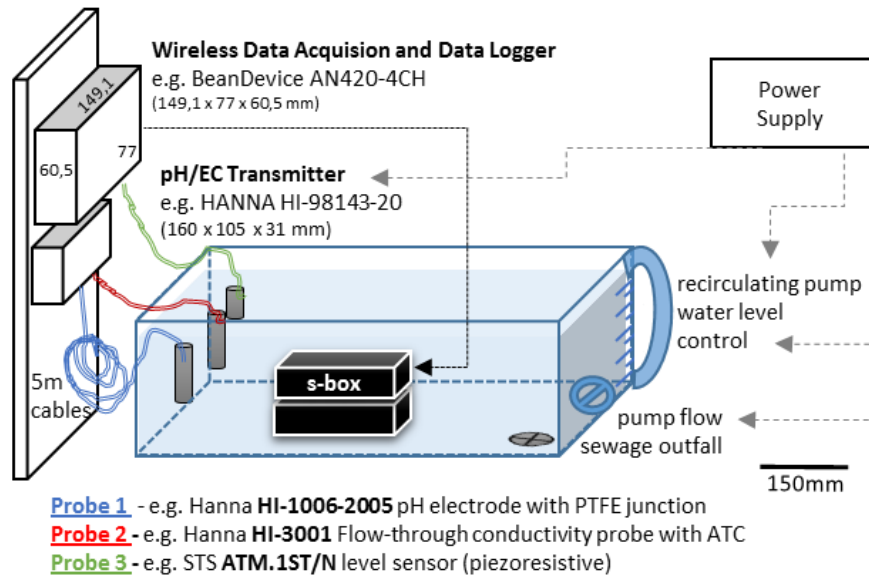 Wireless Data Acquision and Data Logger
e.g. BeanDevice AN420-4CH
(149,1 x 77 x 60,5 mm)
149,1
60,5
77
Power
Supply
pH/EC Transmitter
e.g. HANNA HI-98143-20
(160 x 105 x 31 mm)
recirculating pump
water level
control
s-box
5m
cables
pump flow
sewage outfall
150mm
Probe 1 - e.g. Hanna HI-1006-2005 pH electrode with PTFE junction
Probe 2 - e.g. Hanna HI-3001 Flow-through conductivity probe with ATC
Probe 3 - e.g. STS ATM.1ST/N level sensor (piezoresistive)